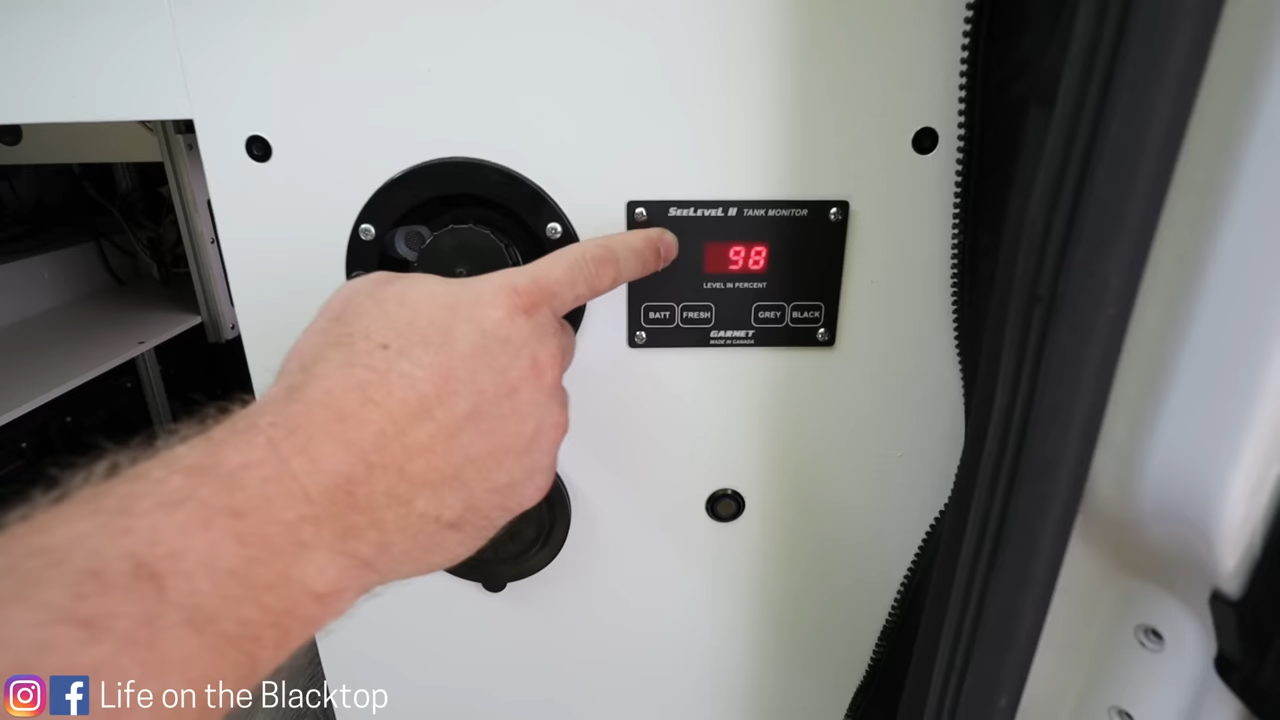 SEELEVEL II TANK MONITOR
98
LEVEL IN PERCENT
BATT FRESH GREY BLACK
GARNET
MADE IN CANADA
Life on the Blacktop